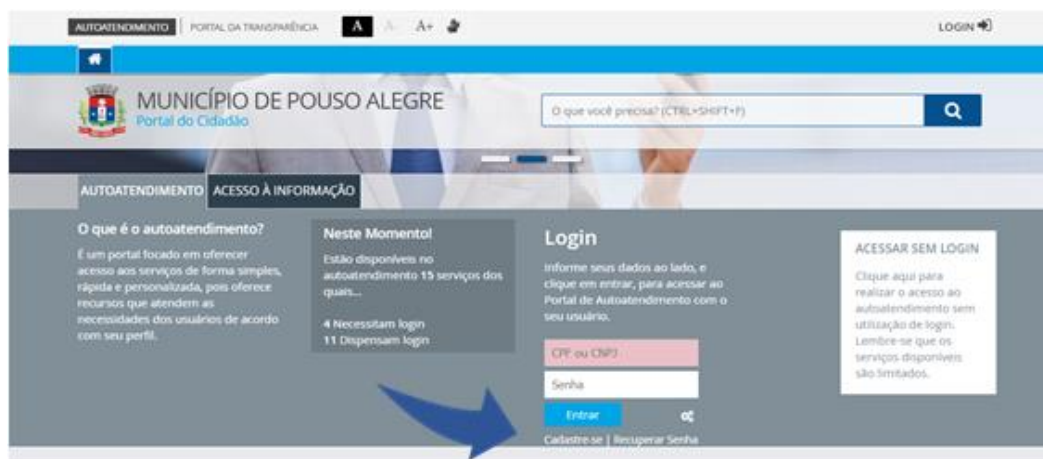 AUTOATENDIMENTO
PORTAL DA TRANSPARÊNCIA
A
A-
A+
LOGIN
MUNICÍPIO DE POUSO ALEGRE
Portal do Cidadão
O que você precisa? (CTRL+SHIFT+F)
AUTOATENDIMENTO
ACESSO À INFORMAÇÃO
O que é o autoatendimento?
É um portal focado em oferecer
acesso aos serviços de forma simples,
rápida e personalizada, pois oferece
recursos que atendem as
necessidades dos usuários de acordo
com seu perfil.
Neste Momento!
Estão disponíveis no
autoatendimento 15 serviços dos
quais...
4 Necessitam login
11 Dispensam login
Login
Informe seus dados ao lado, e
clique em entrar, para acessar ao
Portal de Autoatendimento com o
seu usuário.
CPF ou CNPJ
Senha
Entrar
Cadastre-se | Recuperar Senha
ACESSAR SEM LOGIN
Clique aqui para
realizar o acesso ao
autoatendimento sem
utilização de login.
Lembre-se que os
serviços disponíveis
são limitados.